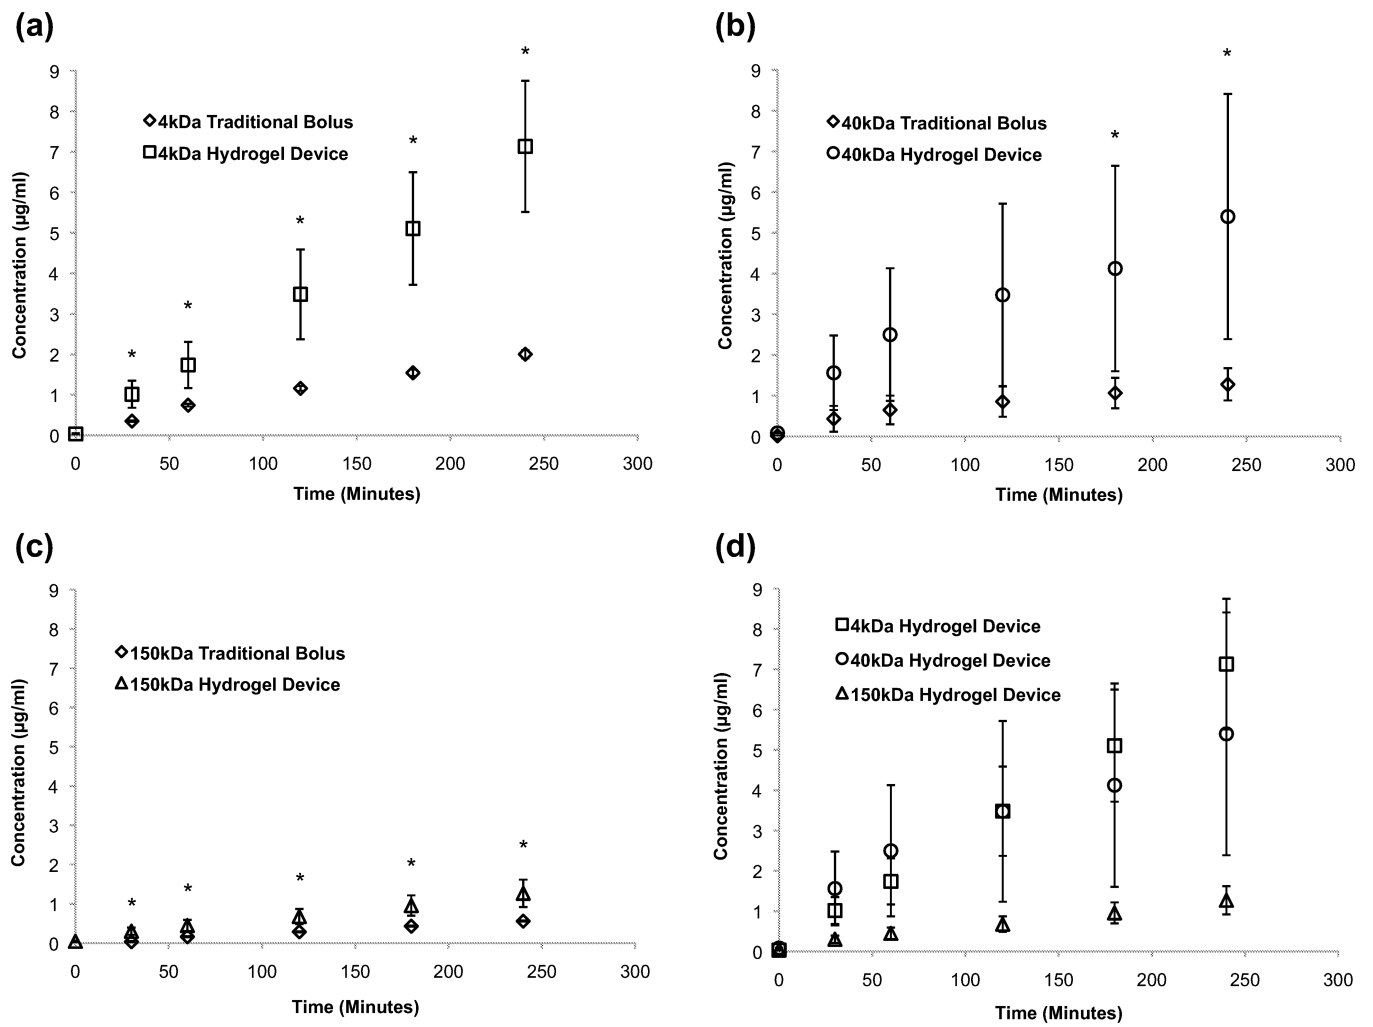 (a)
*
*
*
*
*
9
8
7
6
5
4
3
2
1
0
Concentration (µg/ml)
4kDa Traditional Bolus
4kDa Hydrogel Device
0 50 100 150 200 250 300
Time (Minutes)
(b)
*
*
9
8
7
6
5
4
3
2
1
0
Concentration (µg/ml)
40kDa Traditional Bolus
40kDa Hydrogel Device
0 50 100 150 200 250 300
Time (Minutes)
(c)
9
8
7
6
5
4
3
2
1
0
Concentration (µg/ml)
150kDa Traditional Bolus
150kDa Hydrogel Device
*
*
*
*
*
0 50 100 150 200 250 300
Time (Minutes)
(d)
9
8
7
6
5
4
3
2
1
0
Concentration (µg/ml)
4kDa Hydrogel Device
40kDa Hydrogel Device
150kDa Hydrogel Device
0 50 100 150 200 250 300
Time (Minutes)